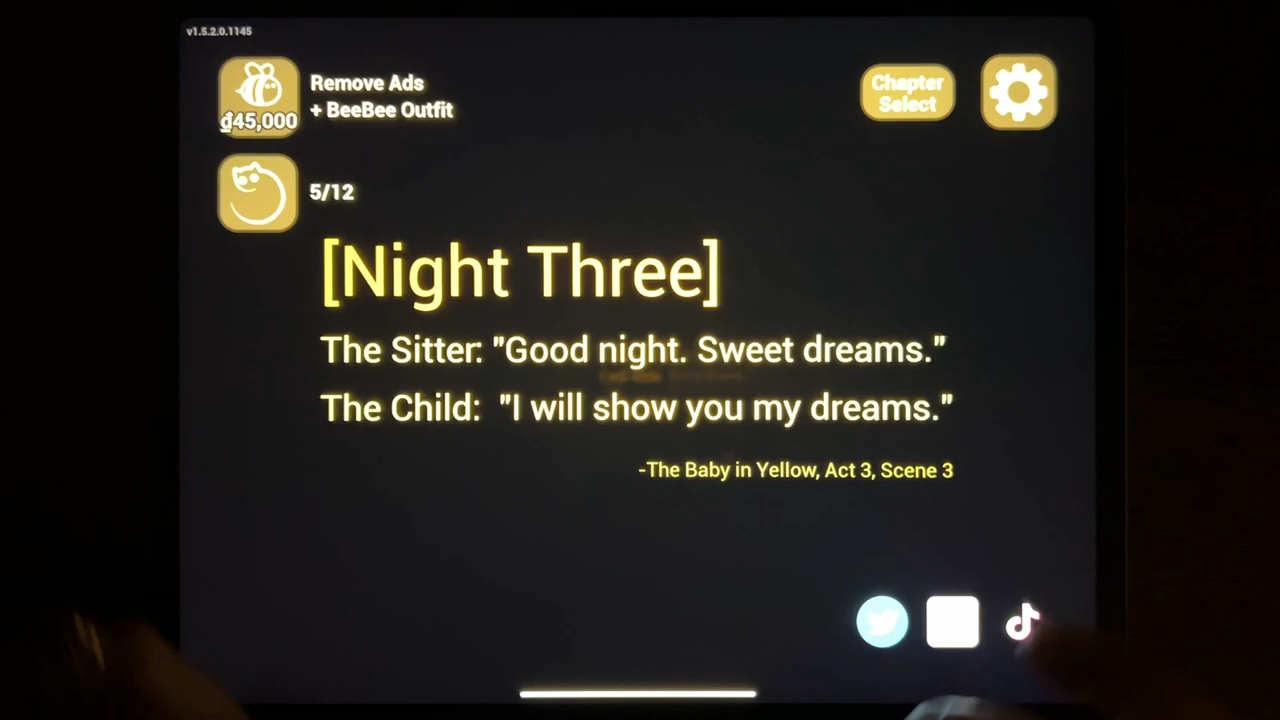 v1.5.2.0.1145
Remove Ads
+ BeeBee Outfit
₫45,000
Chapter
Select
5/12
[Night Three]
The Sitter: "Good night. Sweet dreams."
The Child: "I will show you my dreams."
-The Baby in Yellow, Act 3, Scene 3